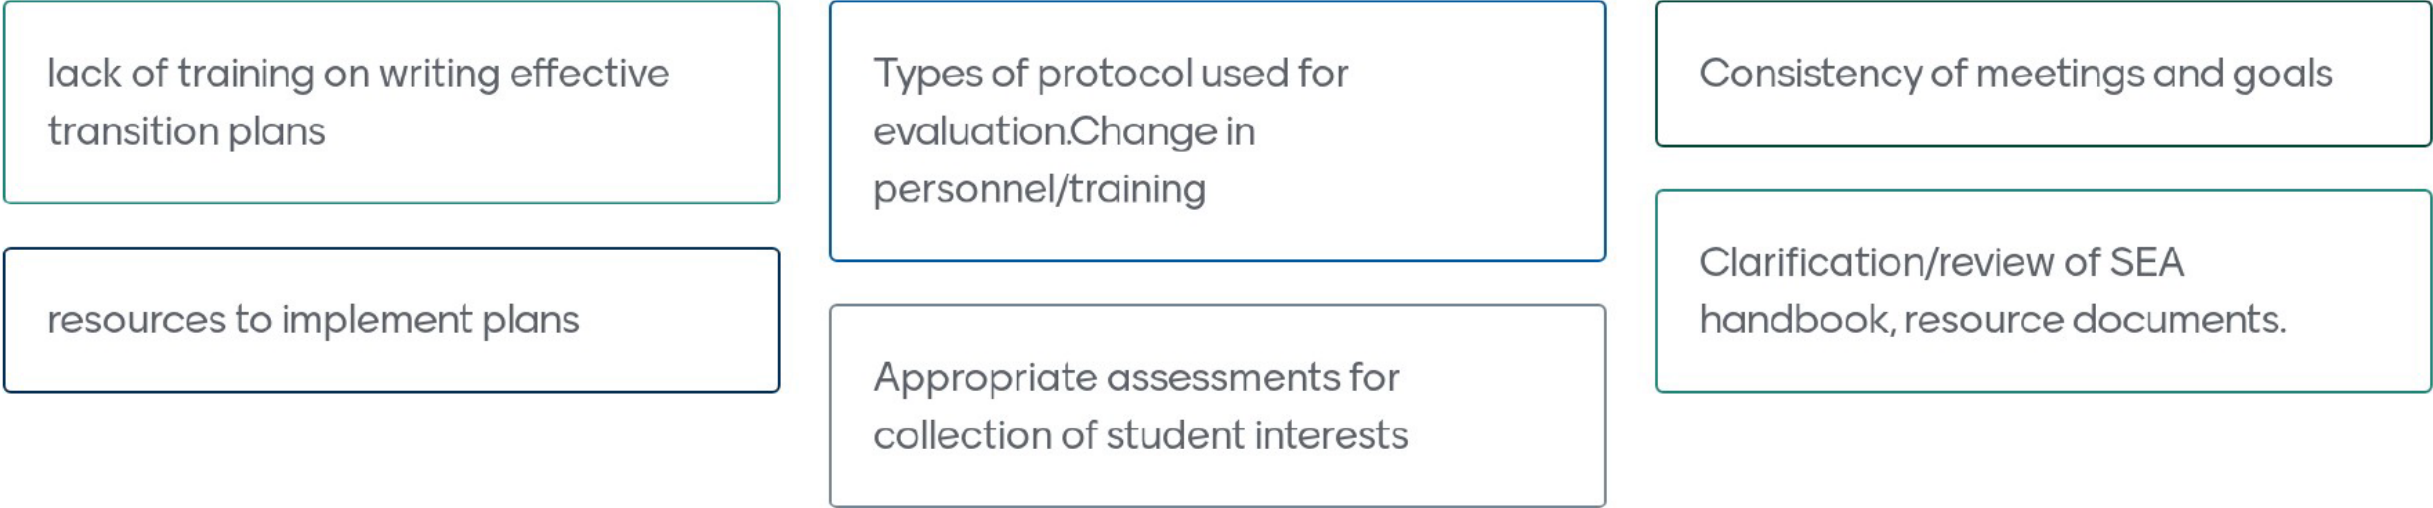 lack of training on writing effective
transition plans
resources to implement plans
Types of protocol used for
evaluation.Change in
personnel/training
Appropriate assessments for
collection of student interests
Consistency of meetings and goals
Clarification/review of SEA
handbook, resource documents.